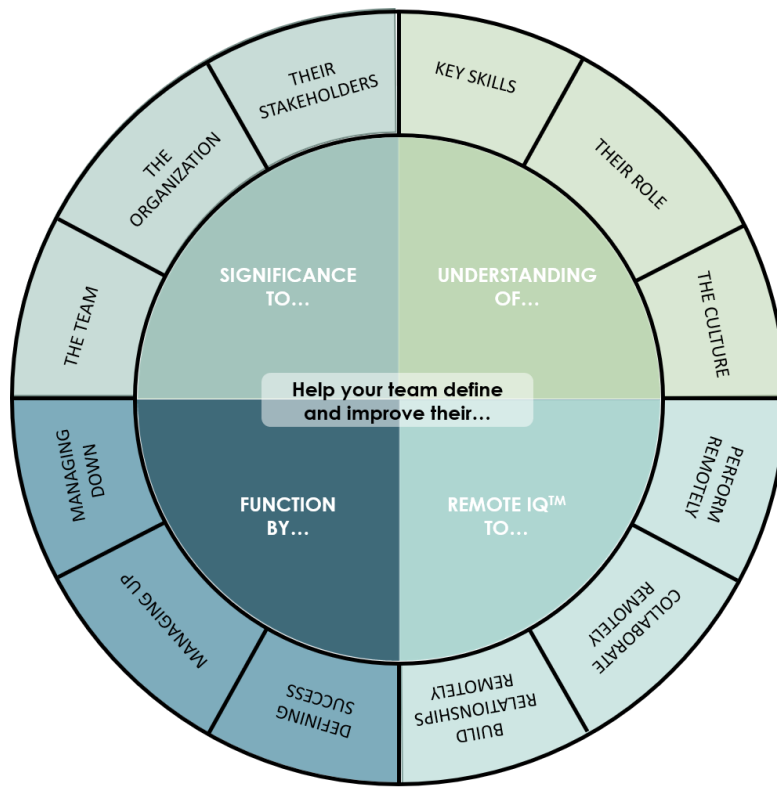 THEIR
STAKEHOLDERS
KEY SKILLS
THE
ORGANIZATION
THEIR ROLE
THE TEAM
THE CULTURE
SIGNIFICANCE
TO...
UNDERSTANDING
OF...
Help your team define
and improve their...
FUNCTION
BY...
REMOTE IQ™
TO...
MANAGING
DOWN
PERFORM
REMOTELY
MANAGING UP
COLLABORATE
REMOTELY
DEFINING
SUCCESS
BUILD
RELATIONSHIPS
REMOTELY